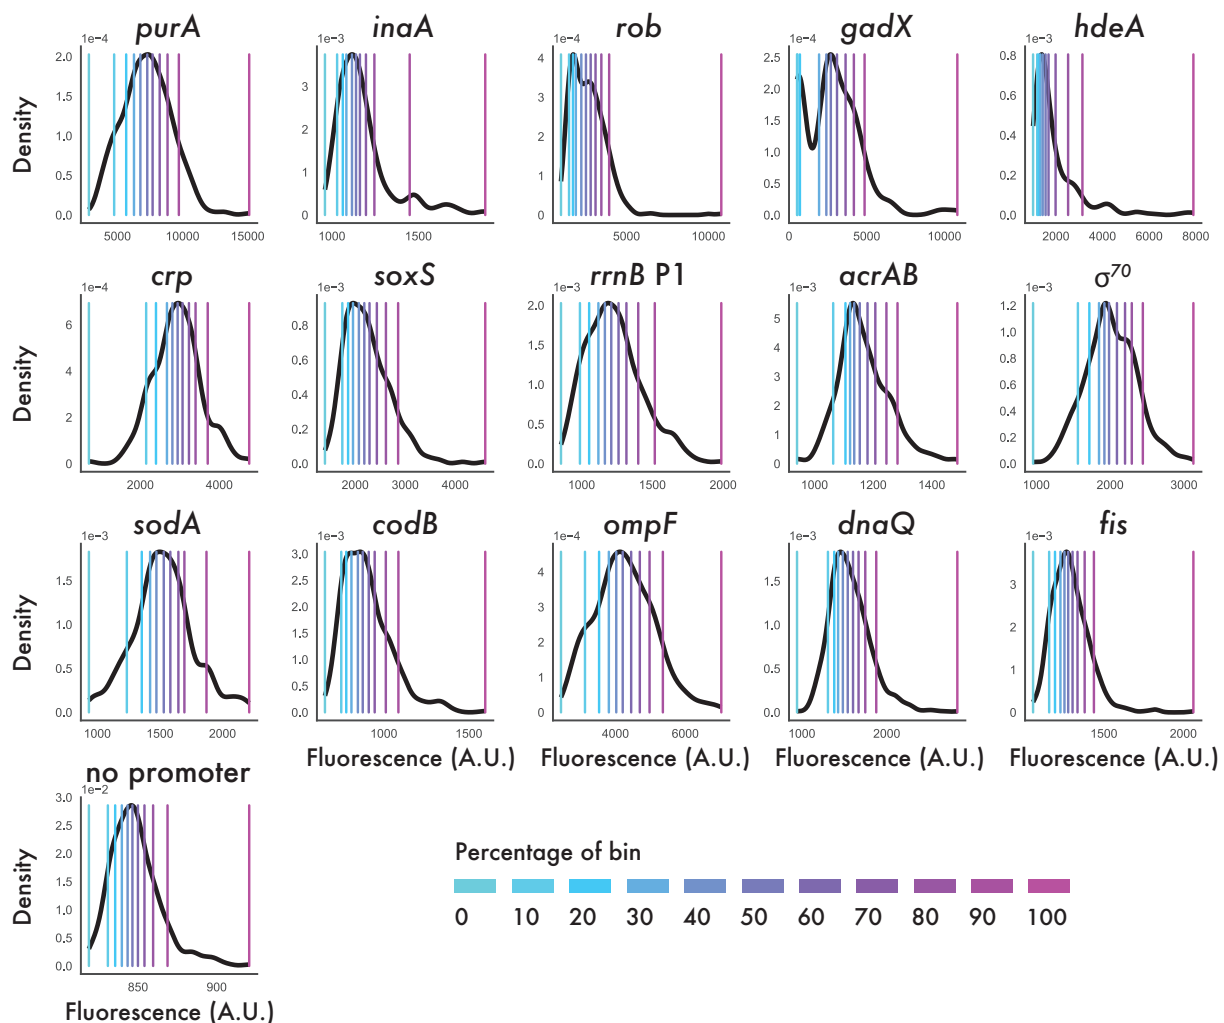 purA inaA rob gadX hdeA
1e−4 1e−3 1e−4 1e−4 1e−3
Density
2.0 1.5 1.0 0.5 0.0
3 2 1 0
4 3 2 1 0
2.5 2.0 1.5 1.0 0.5 0.0
0.8 0.6 0.4 0.2 0.0
5000 10000 15000
1000 1500
5000 10000
0 5000 10000
2000 4000 6000 8000
crp soxS rrnB P1 acrAB σ⁷⁰
1e−4 1e−3 1e−3 1e−3 1e−3
Density
6 4 2 0
0.8 0.6 0.4 0.2 0.0
2.0 1.5 1.0 0.5 0.0
5 4 3 2 1 0
1.2 1.0 0.8 0.6 0.4 0.2 0.0
2000 4000
2000 3000 4000
1000 1500 2000
1000 1200 1400
1000 2000 3000
sodA codB ompF dnaQ fis
1e−3 1e−3 1e−4 1e−3 1e−3
Density
1.5 1.0 0.5 0.0
3.0 2.5 2.0 1.5 1.0 0.5 0.0
4 3 2 1 0
1.5 1.0 0.5 0.0
3 2 1 0
1000 1500 2000
1000 1500
4000 6000
1000 2000
1500 2000
Fluorescence (A.U.) Fluorescence (A.U.) Fluorescence (A.U.) Fluorescence (A.U.)
no promoter
1e−2
Density
3.0 2.5 2.0 1.5 1.0 0.5 0.0
850 900
Fluorescence (A.U.)
Percentage of bin
0 10 20 30 40 50 60 70 80 90 100